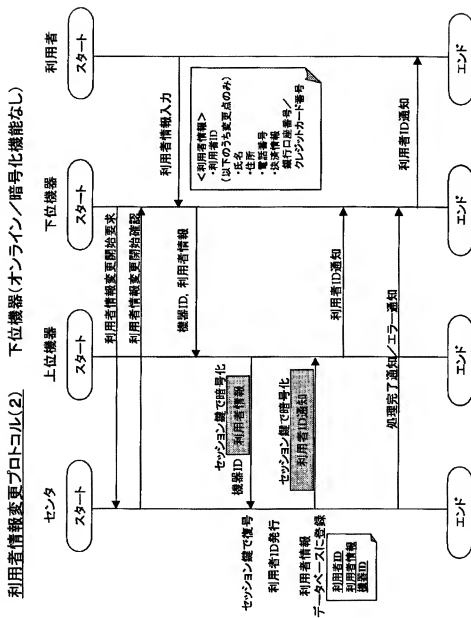 利用者情報変更プロトコル(2) 下位機器(オンライン/暗号化機能なし)
センタ
上位機器
下位機器
利用者
スタート
スタート
スタート
スタート
利用者情報変更開始要求
利用者情報変更開始確認
利用者情報入力
<利用者情報>
・利用者ID
(以下のうち変更点のみ)
・氏名
・住所
・電話番号
・決済情報
銀行口座番号/
クレジットカード番号
機器ID, 利用者情報
セッション鍵で暗号化
機器ID 利用者情報
セッション鍵で復号
利用者ID発行
セッション鍵で暗号化
利用者ID通知
利用者情報
データベースに登録
利用者ID
利用者情報
機器ID
利用者ID通知
処理完了通知/エラー通知
利用者ID通知
エンド
エンド
エンド
エンド